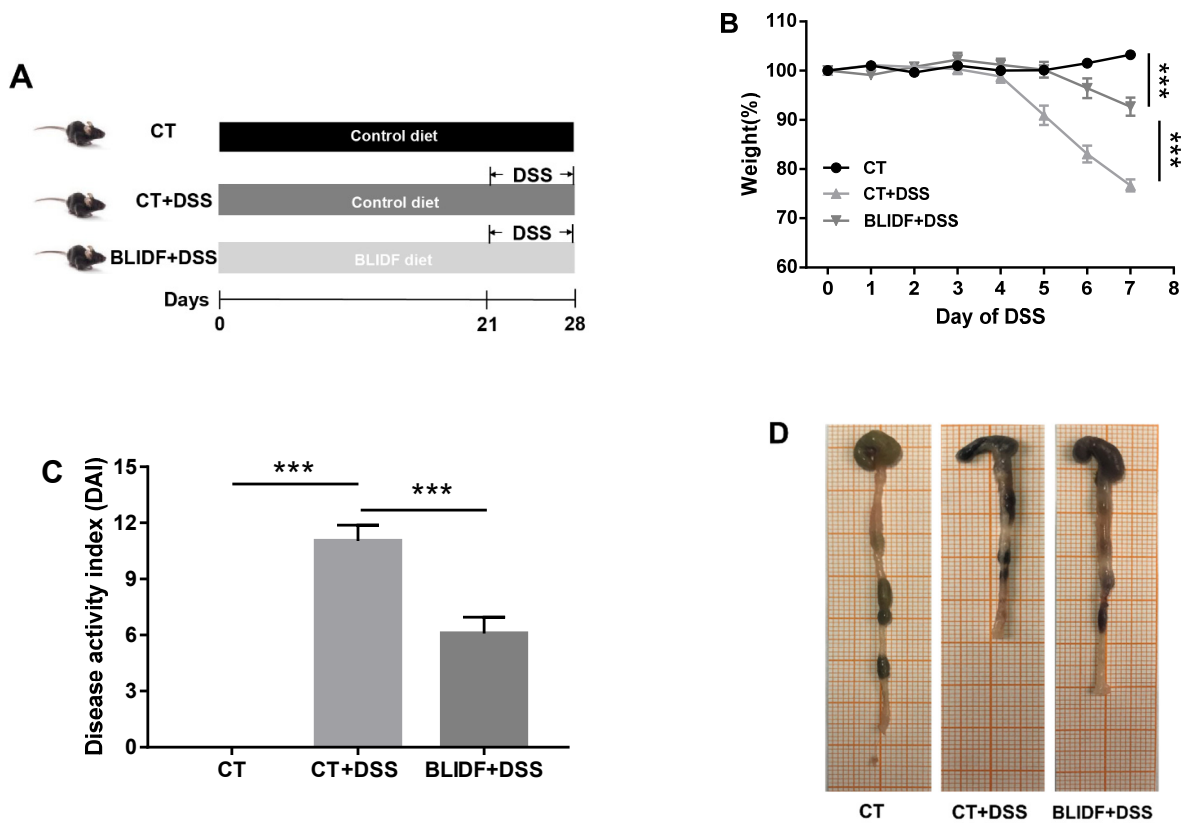 A
CT
Control diet
DSS
CT+DSS
Control diet
DSS
BLIDF+DSS
BLIDF diet
Days
0
21
28
B
Weight(%)
110
100
90
80
70
60
CT
CT+DSS
BLIDF+DSS
***
***
0 1 2 3 4 5 6 7 8
Day of DSS
C
Disease activity index (DAI)
15
12
9
6
3
0
***
***
CT CT+DSS BLIDF+DSS
D
CT CT+DSS BLIDF+DSS